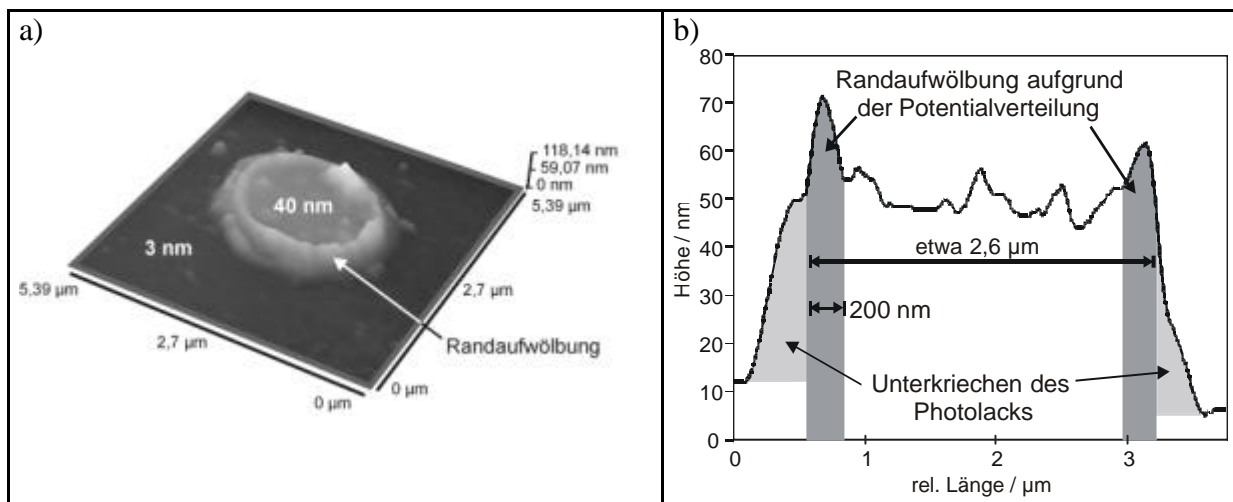 a)
118,14 nm
59,07 nm
0 nm
5,39 µm
40 nm
3 nm
5,39 µm
2,7 µm
2,7 µm
Randaufwölbung
0 µm
0 µm
b)
80
Randaufwölbung aufgrund
der Potentialverteilung
70
60
50
etwa 2,6 µm
40
30
200 nm
20
Unterkriechen des
Photolacks
10
0
Höhe / nm
0
1
2
3
rel. Länge / µm